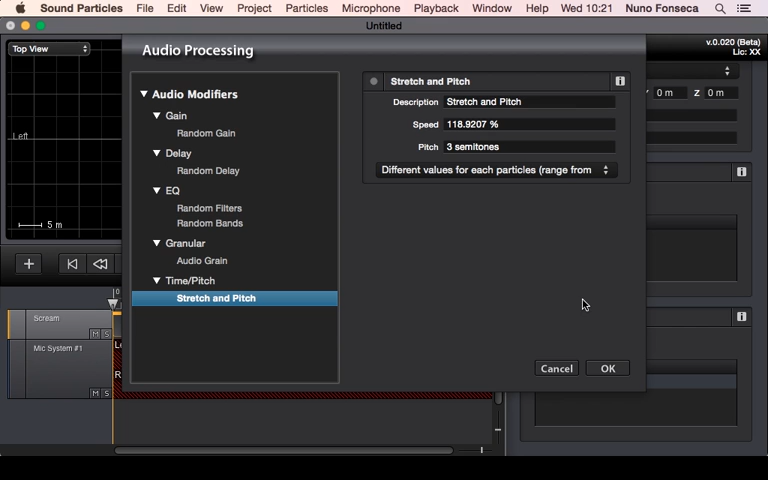 Sound Particles File Edit View Project Particles Microphone Playback Window Help Wed 10:21 Nuno Fonseca
Untitled
Top View
v.0.020 (Beta)
Lic: XX
Audio Processing
Audio Modifiers
Gain
Random Gain
Delay
Random Delay
EQ
Random Filters
Random Bands
Granular
Audio Grain
Time/Pitch
Stretch and Pitch
Stretch and Pitch
Description Stretch and Pitch
Speed 118.9207 %
Pitch 3 semitones
Different values for each particles (range from
Cancel OK
0 m Z 0 m
Left
5 m
0
Scream
M S
Mic System #1
M S
R